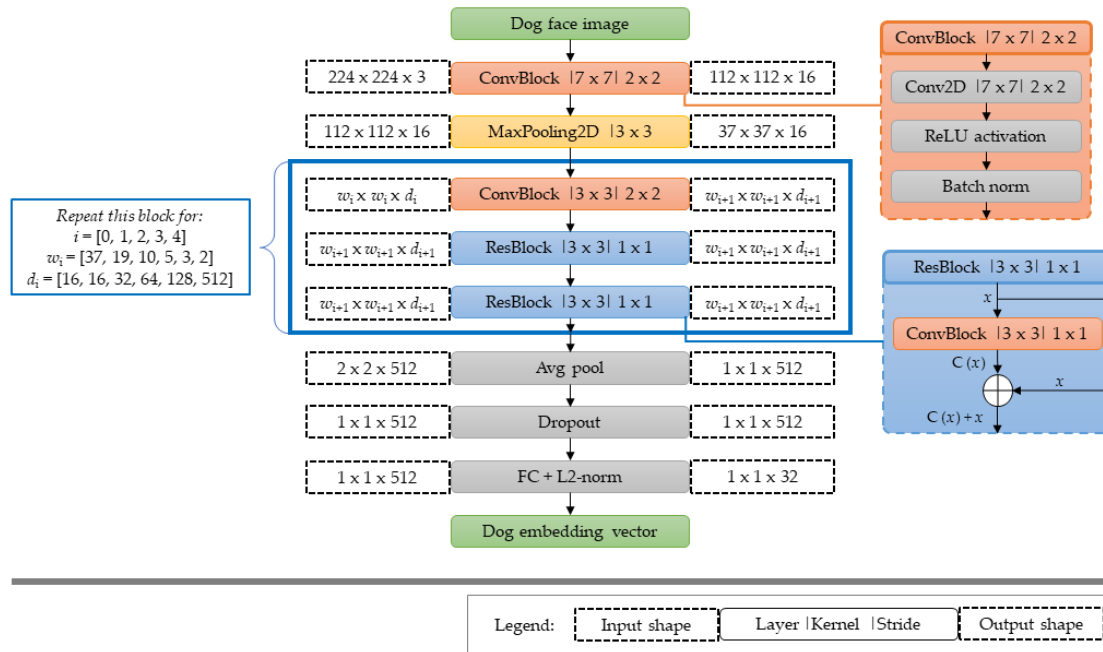 Dog face image
224 x 224 x 3
ConvBlock |7 x 7| 2 x 2
112 x 112 x 16
112 x 112 x 16
MaxPooling2D |3 x 3
37 x 37 x 16
wᵢ x wᵢ x dᵢ
ConvBlock |3 x 3| 2 x 2
wᵢ₊₁ x wᵢ₊₁ x dᵢ₊₁
wᵢ₊₁ x wᵢ₊₁ x dᵢ₊₁
ResBlock |3 x 3| 1 x 1
wᵢ₊₁ x wᵢ₊₁ x dᵢ₊₁
wᵢ₊₁ x wᵢ₊₁ x dᵢ₊₁
ResBlock |3 x 3| 1 x 1
wᵢ₊₁ x wᵢ₊₁ x dᵢ₊₁
Repeat this block for:
i = [0, 1, 2, 3, 4]
wᵢ = [37, 19, 10, 5, 3, 2]
dᵢ = [16, 16, 32, 64, 128, 512]
2 x 2 x 512
Avg pool
1 x 1 x 512
1 x 1 x 512
Dropout
1 x 1 x 512
1 x 1 x 512
FC + L2-norm
1 x 1 x 32
Dog embedding vector
ConvBlock |7 x 7| 2 x 2
Conv2D |7 x 7| 2 x 2
ReLU activation
Batch norm
ResBlock |3 x 3| 1 x 1
x
ConvBlock |3 x 3| 1 x 1
C (x)
x
C (x) + x
Legend:
Input shape
Layer |Kernel |Stride
Output shape